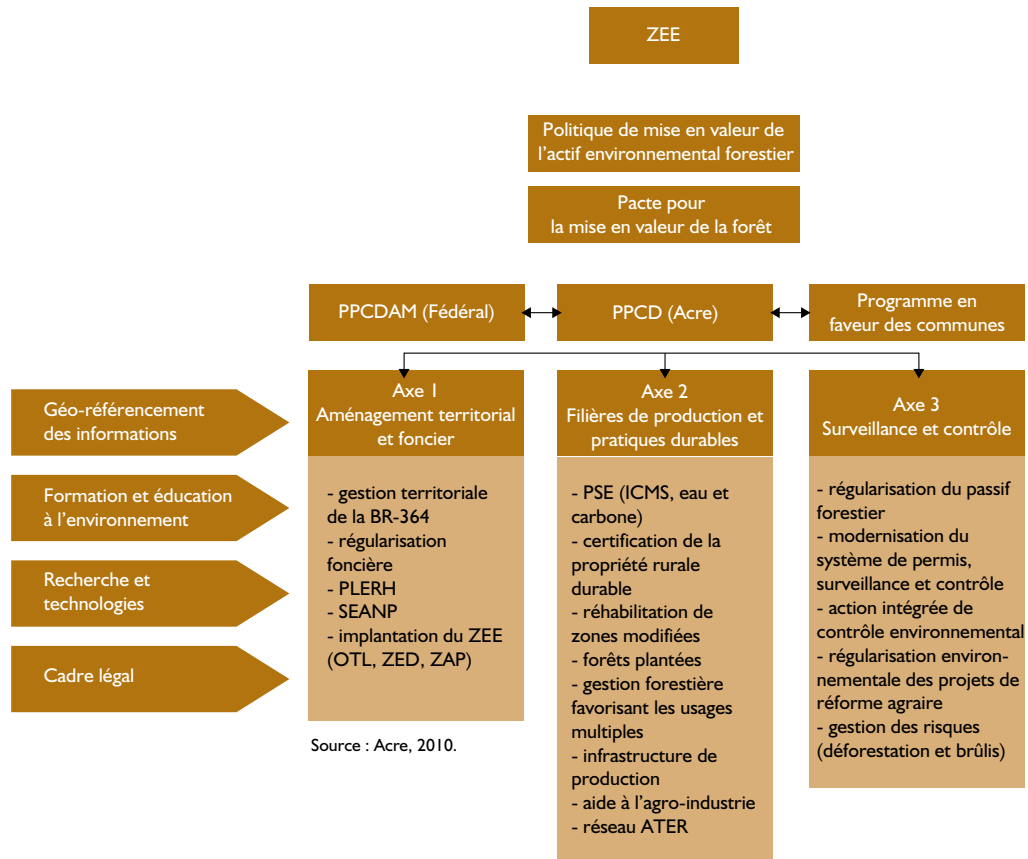 ZEE
Politique de mise en valeur de
l'actif environnemental forestier
Pacte pour
la mise en valeur de la forêt
PPCDAM (Fédéral)
PPCD (Acre)
Programme en
faveur des communes
Géo-référencement
des informations
Formation et éducation
à l'environnement
Recherche et
technologies
Cadre légal
Axe 1
Aménagement territorial
et foncier
- gestion territoriale
de la BR-364
- régularisation
foncière
- PLERH
- SEANP
- implantation du ZEE
(OTL, ZED, ZAP)
Axe 2
Filières de production et
pratiques durables
- PSE (ICMS, eau et
carbone)
- certification de la
propriété rurale
durable
- réhabilitation de
zones modifiées
- forêts plantées
- gestion forestière
favorisant les usages
multiples
- infrastructure de
production
- aide à l'agro-industrie
- réseau ATER
Axe 3
Surveillance et contrôle
- régularisation du passif
forestier
- modernisation du
système de permis,
surveillance et contrôle
- action intégrée de
contrôle environnemental
- régularisation environ-
nementale des projets de
réforme agraire
- gestion des risques
(déforestation et brûlis)
Source : Acre, 2010.